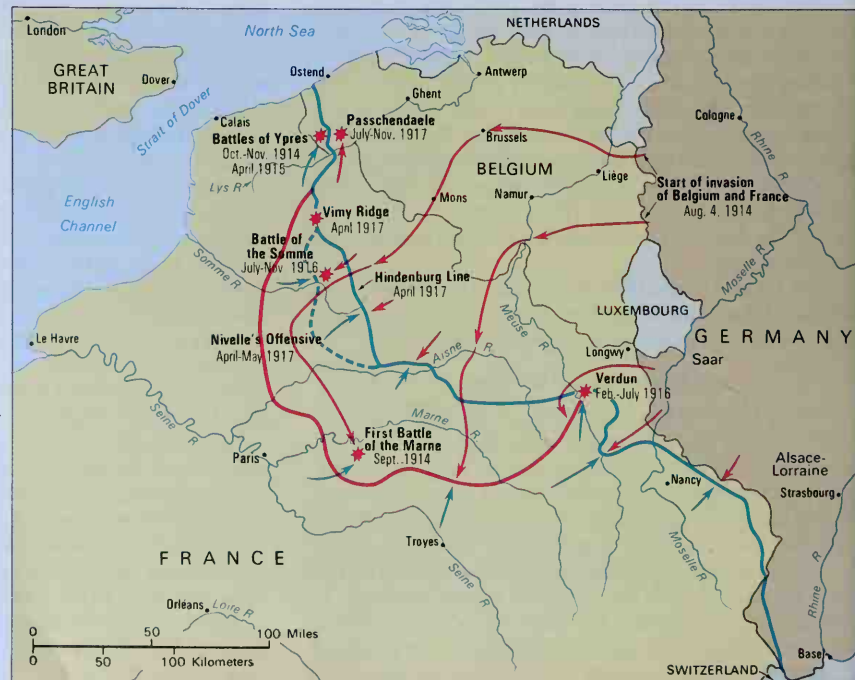 NETHERLANDS
London
North Sea
GREAT
BRITAIN
Dover
Ostend
Antwerp
Ghent
Strait of Dover
Calais
Battles of Ypres
Oct.-Nov. 1914
April 1915
Passchendaele
July-Nov. 1917
Cologne
Rhine R
Brussels
BELGIUM
Liège
Lys R
Start of invasion
of Belgium and France
Aug. 4, 1914
English
Channel
Mons
Namur
Vimy Ridge
April 1917
Battle of
the Somme
July-Nov 1916
Somme R
Hindenburg Line
April 1917
Moselle R
Meuse R
LUXEMBOURG
GERMANY
Le Havre
Nivelle's Offensive
April-May 1917
Aisne R
Longwy
Saar
Verdun
Feb.-July 1916
Seine R
Marne R
First Battle
of the Marne
Sept. 1914
Paris
Alsace-
Lorraine
Nancy
Strasbourg
Troyes
Seine R
Moselle R
Rhine R
FRANCE
Orléans
Loire R
0 50 100 Miles
0 50 100 Kilometers
Basel
SWITZERLAND